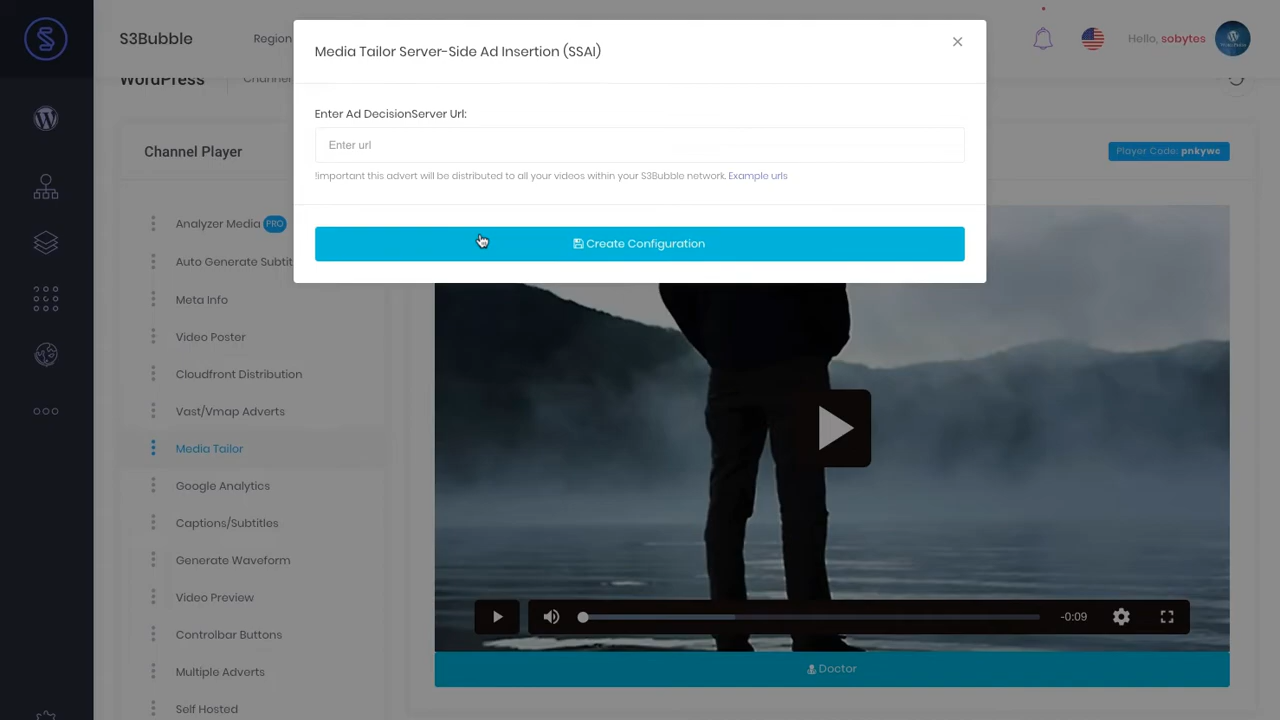 S3Bubble
Region
Hello, sobytes
WordPress
Channel
Channel Player
Player Code: pnkywc
Media Tailor Server-Side Ad Insertion (SSAI)
×
Enter Ad DecisionServer Url:
Enter url
!important this advert will be distributed to all your videos within your S3Bubble network. Example urls
Create Configuration
Analyzer Media PRO
Auto Generate Subtit
Meta Info
Video Poster
Cloudfront Distribution
Vast/Vmap Adverts
Media Tailor
Google Analytics
Captions/Subtitles
Generate Waveform
Video Preview
Controlbar Buttons
Multiple Adverts
Self Hosted
-0:09
Doctor